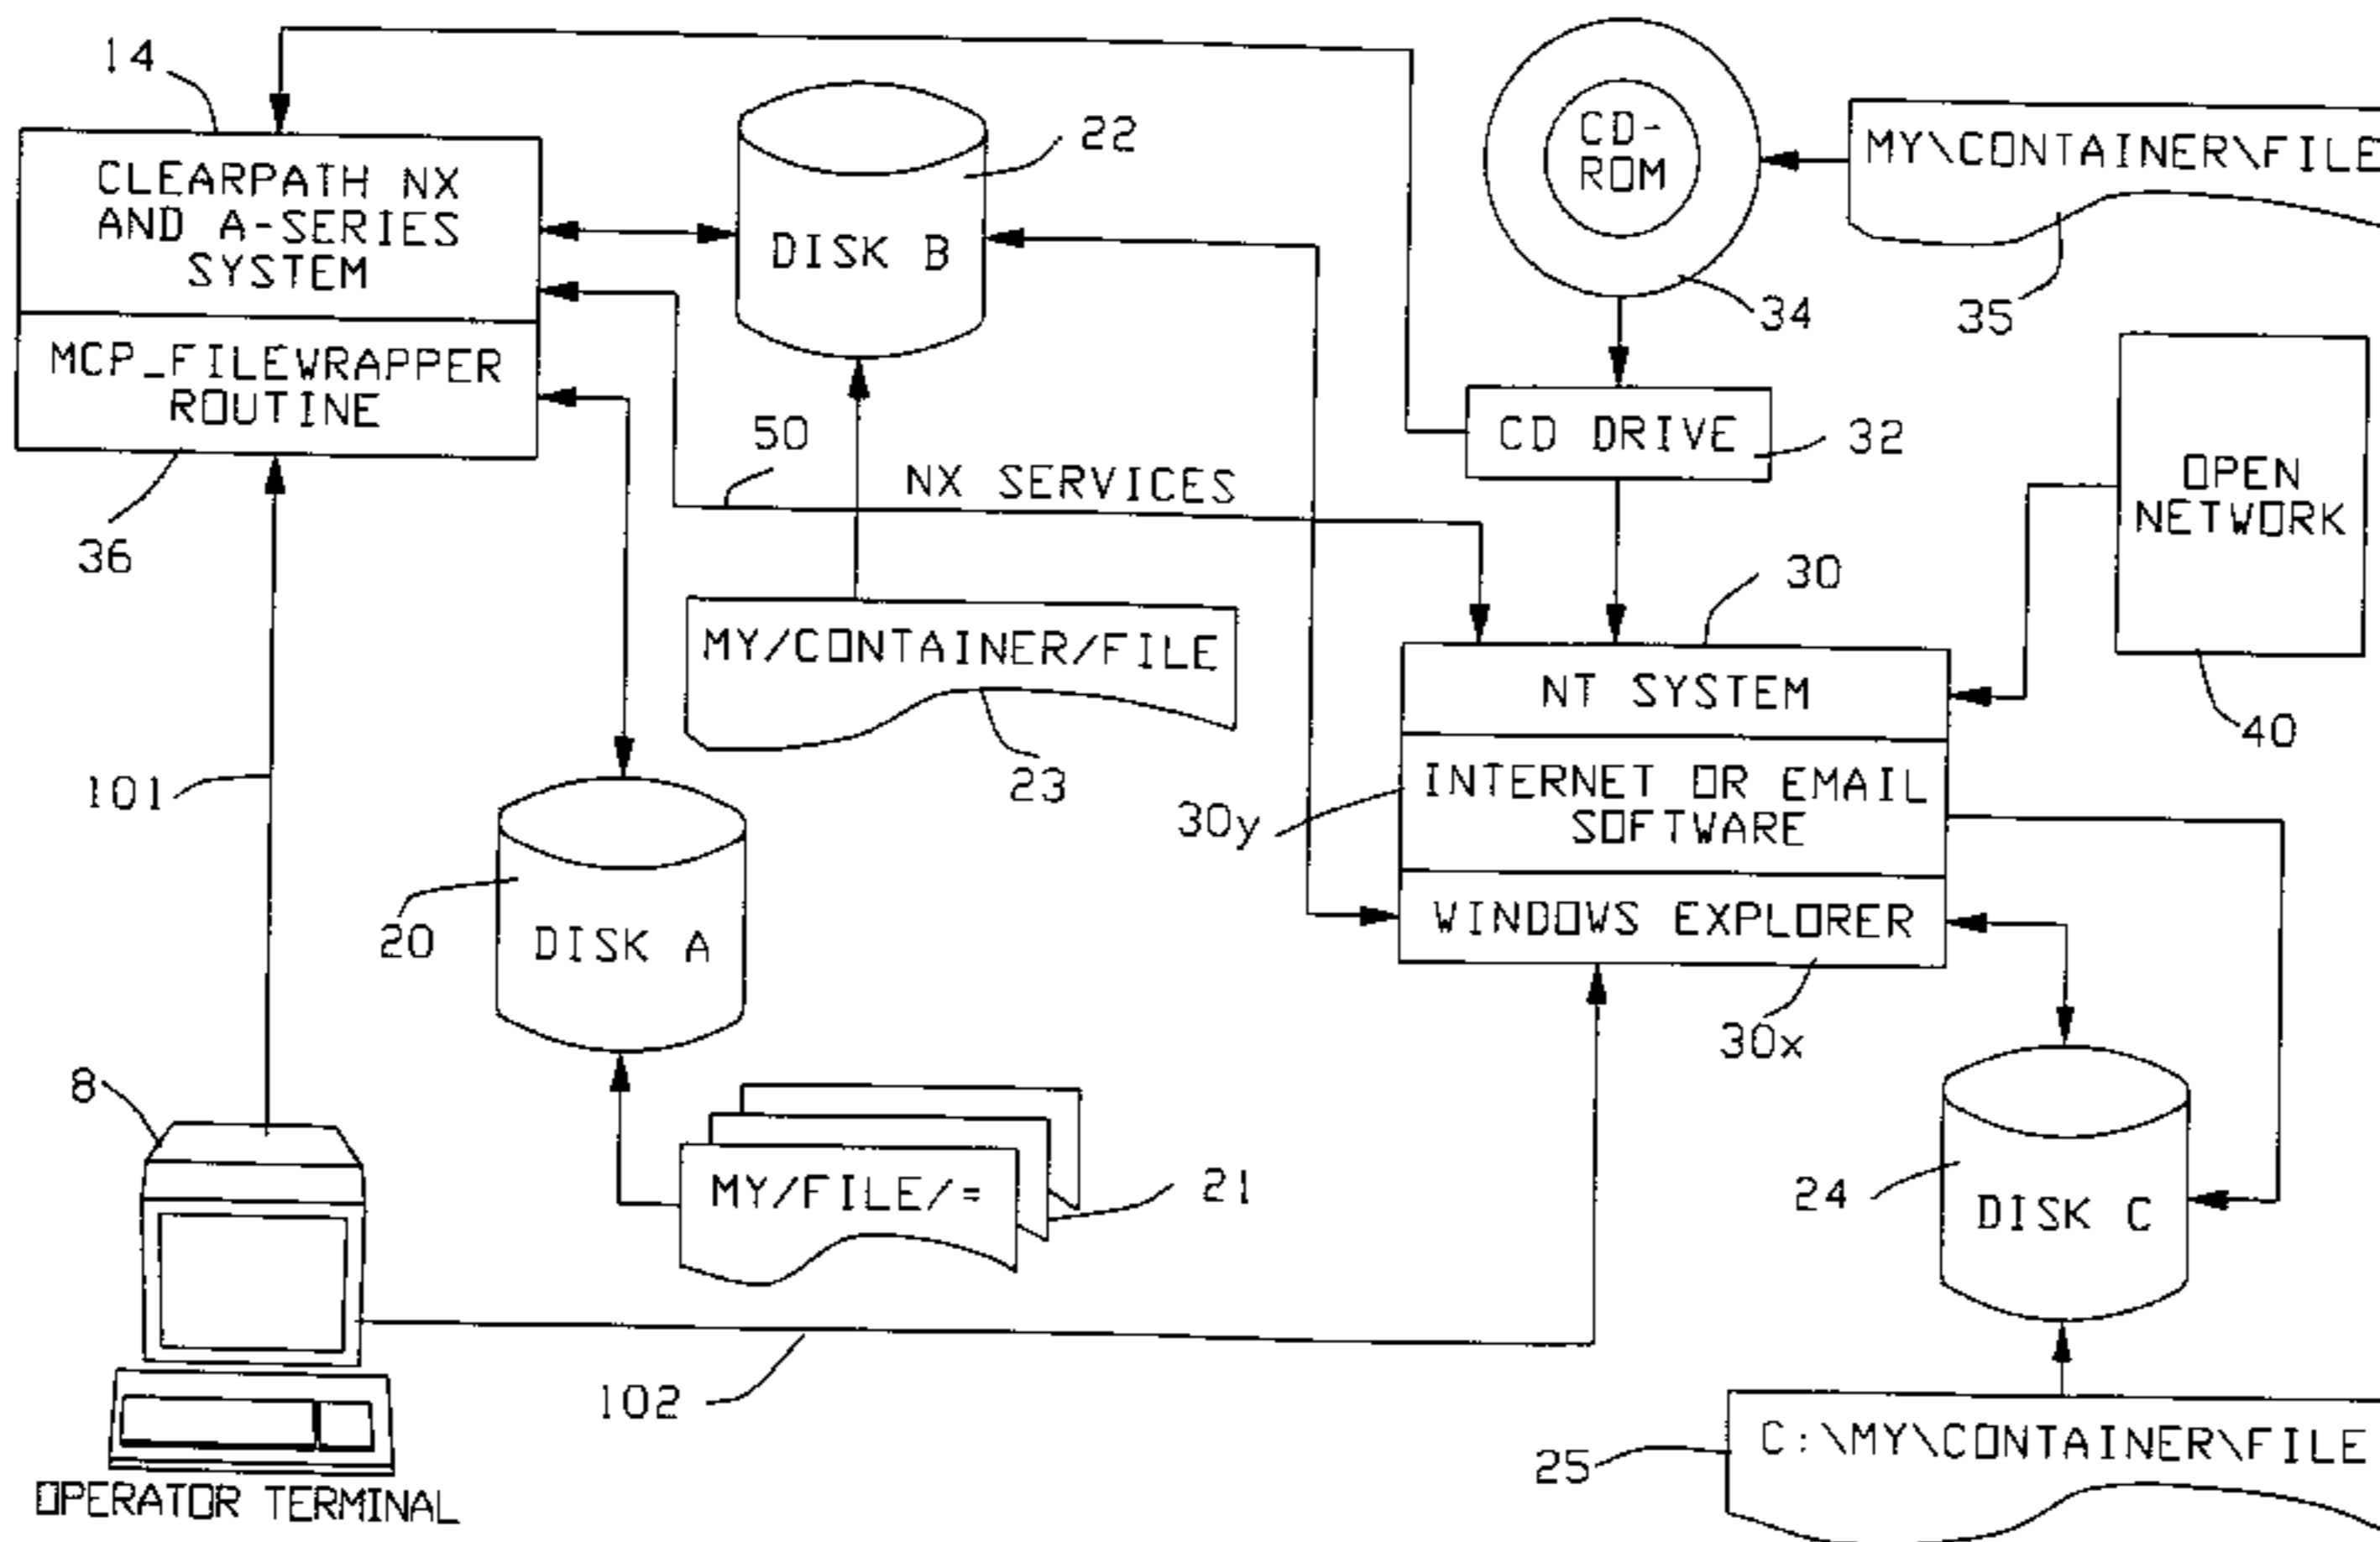 14
CLEARPATH NX
AND A-SERIES
SYSTEM
MCP_FILEWRAPPER
ROUTINE
36
22
DISK B
CD-
ROM
34
MY\CONTAINER\FILE
35
CD DRIVE
32
OPEN
NETWORK
40
50
NX SERVICES
MY/CONTAINER/FILE
23
30
NT SYSTEM
INTERNET OR EMAIL
SOFTWARE
30y
WINDOWS EXPLORER
30x
101
20
DISK A
8
MY/FILE/=
21
24
DISK C
102
25
C:\MY\CONTAINER\FILE
OPERATOR TERMINAL